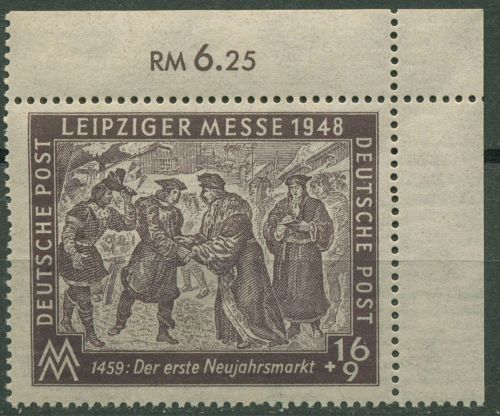 RM 6.25
LEIPZIGER MESSE 1948
DEUTSCHE POST
DEUTSCHE POST
MM
1459: Der erste Neujahrsmarkt
16
+ 9